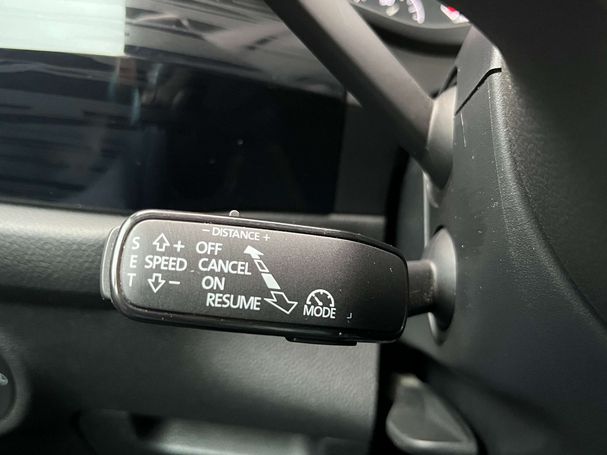 − DISTANCE +
S + OFF
E SPEED CANCEL
T − ON
RESUME
MODE